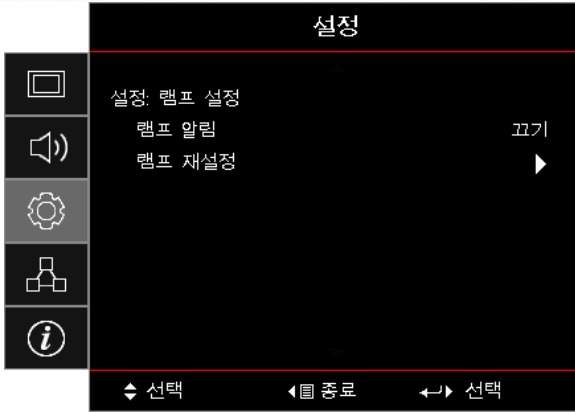 설정
설정: 램프 설정
램프 알림 끄기
램프 재설정
선택 종료 선택